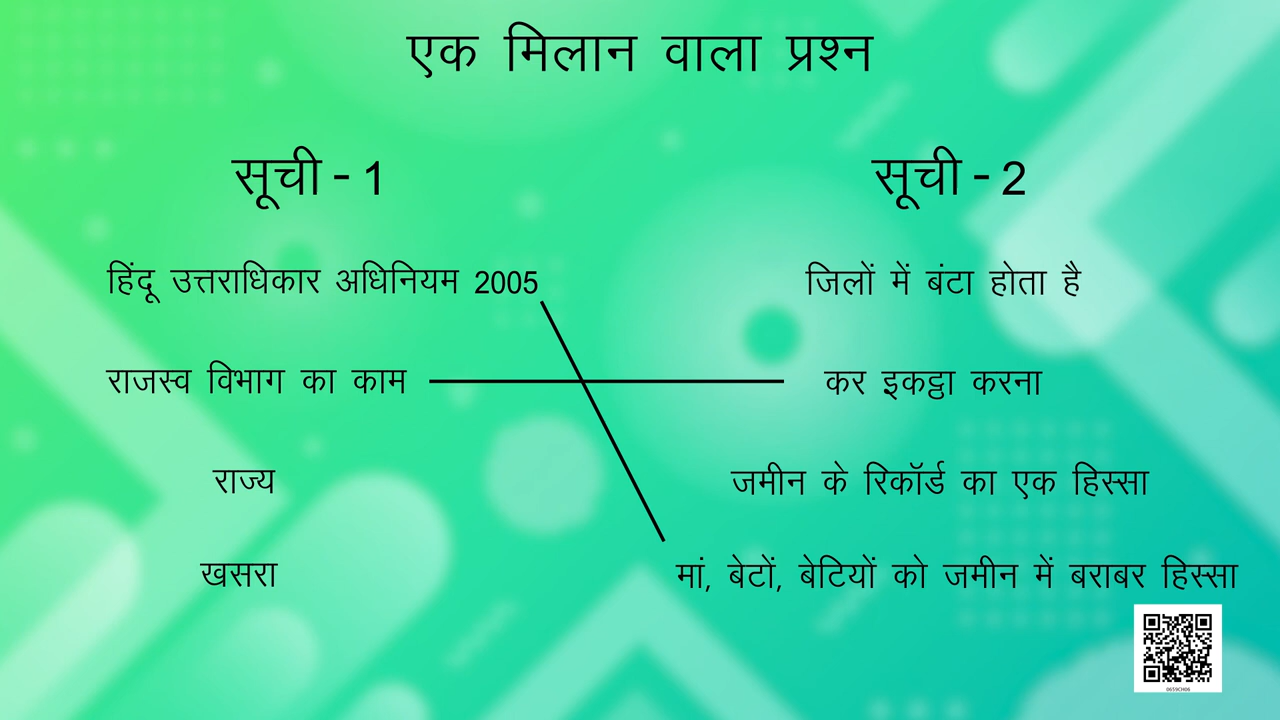 एक मिलान वाला प्रश्न
सूची - 1
सूची - 2
हिंदू उत्तराधिकार अधिनियम 2005
जिलों में बंटा होता है
राजस्व विभाग का काम
कर इकट्ठा करना
राज्य
जमीन के रिकॉर्ड का एक हिस्सा
खसरा
मां, बेटों, बेटियों को जमीन में बराबर हिस्सा
0659CH06